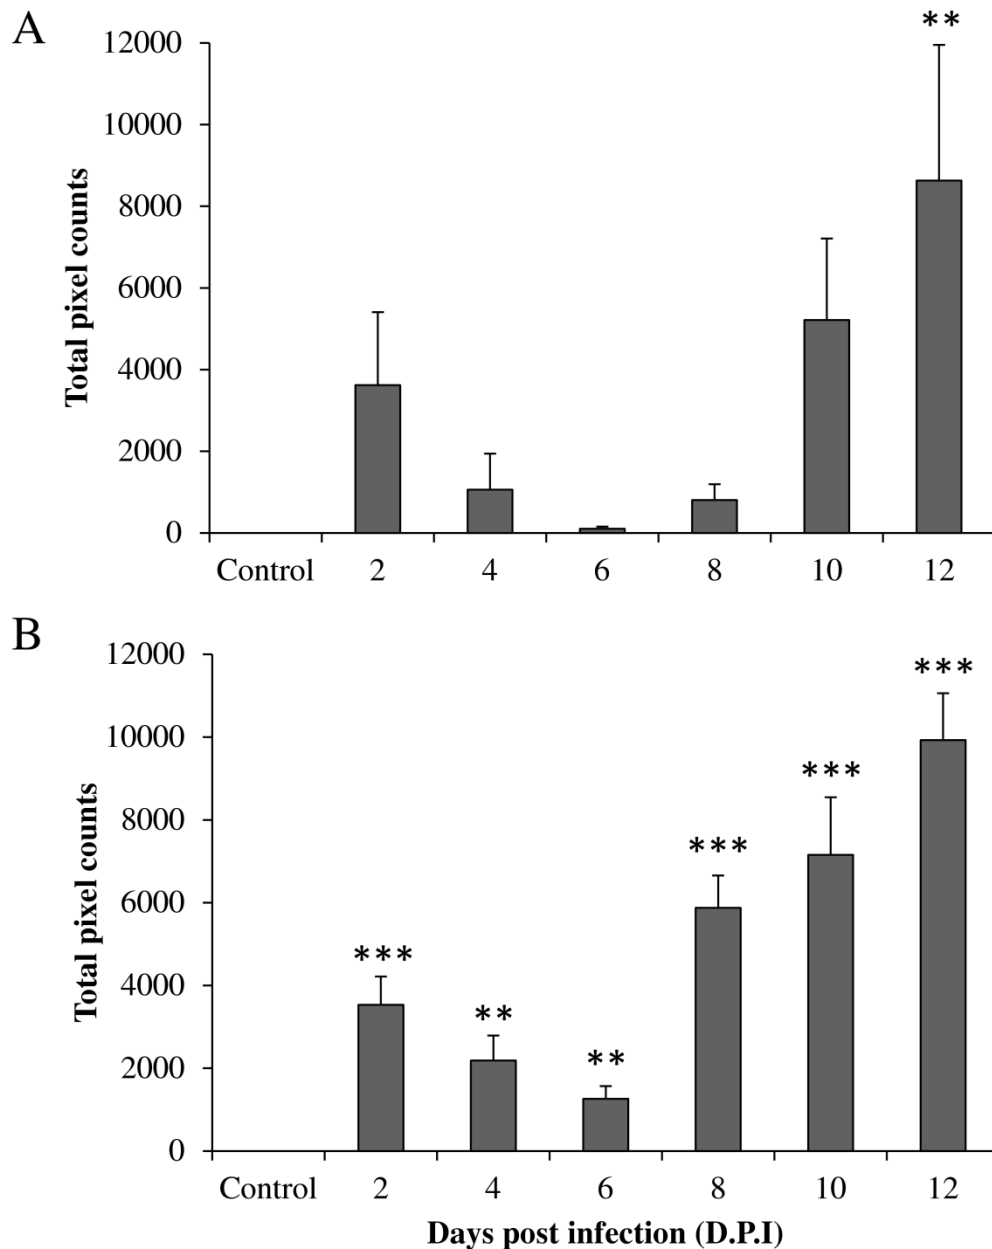 A
**
12000
10000
8000
6000
4000
2000
0
Total pixel counts
Control 2 4 6 8 10 12
B
12000
10000
8000
6000
4000
2000
0
Total pixel counts
*** ** ** *** *** ***
Control 2 4 6 8 10 12
Days post infection (D.P.I)